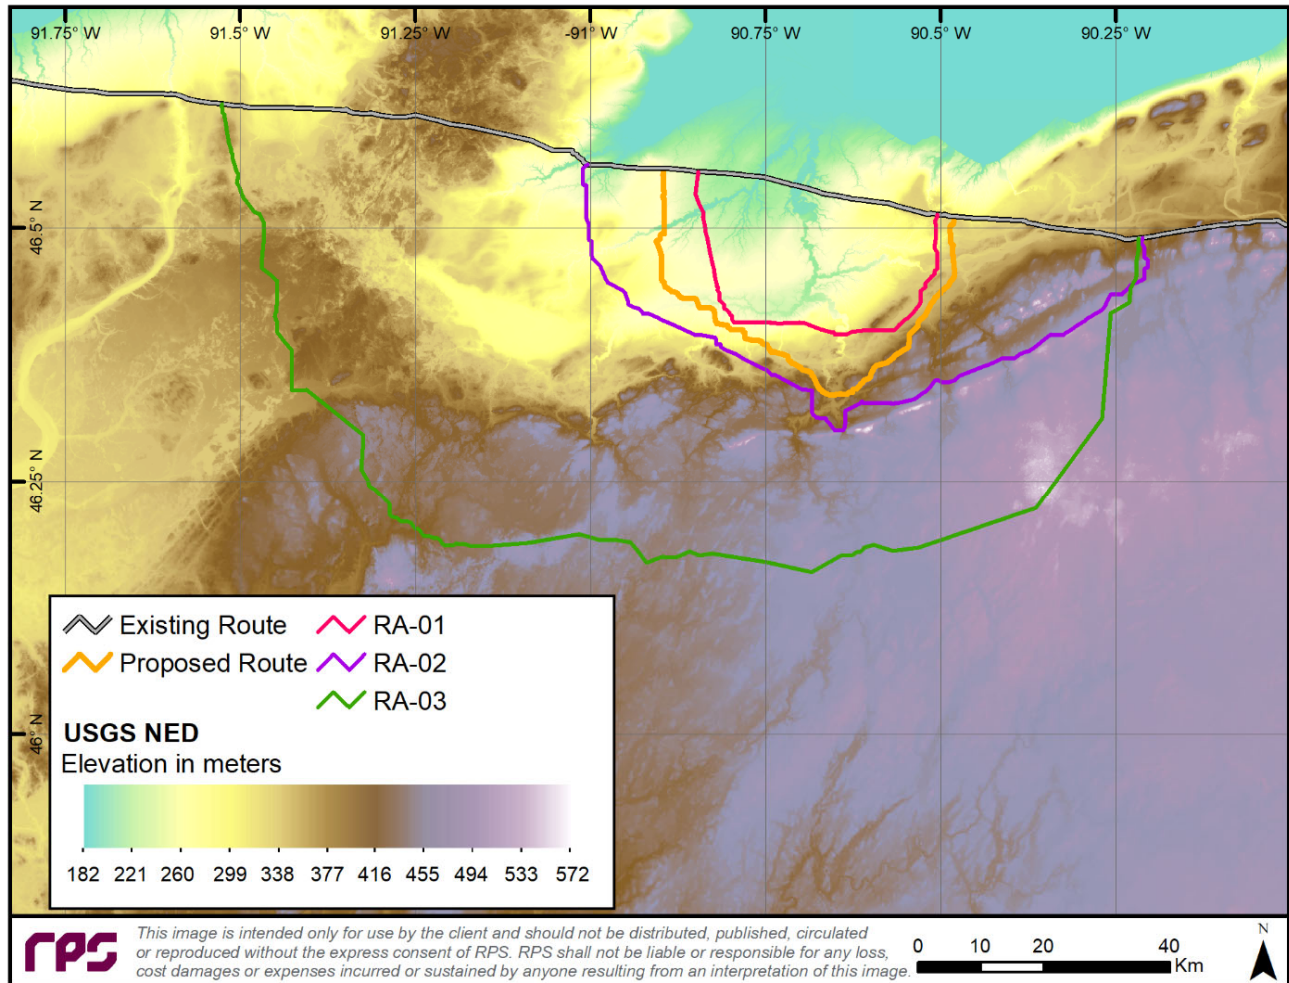 91.75° W 91.5° W 91.25° W -91° W 90.75° W 90.5° W 90.25° W
46.5° N
46.25° N
46° N
Existing Route RA-01
Proposed Route RA-02
RA-03
USGS NED
Elevation in meters
182 221 260 299 338 377 416 455 494 533 572
rps
This image is intended only for use by the client and should not be distributed, published, circulated
or reproduced without the express consent of RPS. RPS shall not be liable or responsible for any loss,
cost damages or expenses incurred or sustained by anyone resulting from an interpretation of this image.
0 10 20 40
Km
N